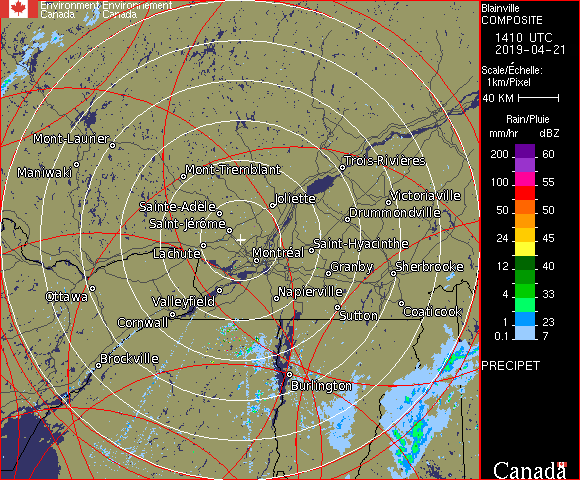 Environment Environnement
Canada Canada
Blainville
COMPOSITE
1410 UTC
2019-04-21
Scale/Échelle:
1km/Pixel
40 KM
Rain/Pluie
mm/hr dBZ
200 60
100 57
75 55
50 50
24 45
12 40
4 33
1 23
0.1 7
PRECIPET
Canada
Mont-Laurier
Maniwaki
Mont-Tremblant
Trois-Rivières
Sainte-Adèle
Joliette
Victoriaville
Saint-Jérôme
Drummondville
Lachute
Montréal
Saint-Hyacinthe
Granby
Sherbrooke
Ottawa
Valleyfield
Napierville
Cornwall
Sutton
Coaticook
Brockville
Burlington